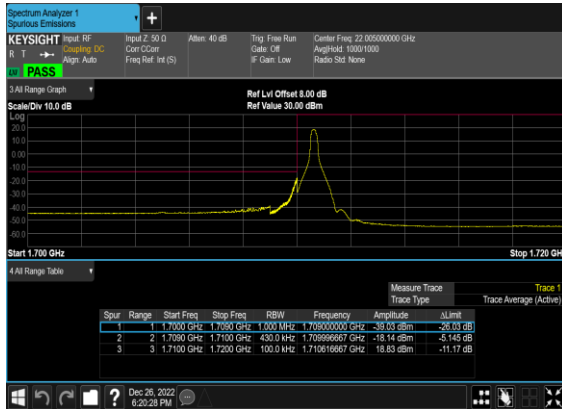 Spectrum Analyzer 1
Spurious Emissions
KEYSIGHT
R T
LV
PASS
Input: RF
Coupling: DC
Align: Auto
Input Z: 50 Ω
Corr CCorr
Freq Ref: Int (S)
Atten: 40 dB
Trig: Free Run
Gate: Off
IF Gain: Low
Center Freq: 22.005000000 GHz
Avg|Hold: 1000/1000
Radio Std: None
3 All Range Graph
Scale/Div 10.0 dB
Ref Lvl Offset 8.00 dB
Ref Value 30.00 dBm
Log
20.0
10.0
0.00
-10.0
-20.0
-30.0
-40.0
-50.0
-60.0
Start 1.700 GHz
Stop 1.720 GH
4 All Range Table
Measure Trace Trace 1
Trace Type Trace Average (Active)
Spur Range Start Freq Stop Freq RBW Frequency Amplitude ΔLimit
1 1 1.7000 GHz 1.7090 GHz 1.000 MHz 1.709000000 GHz -39.03 dBm -26.03 dB
2 2 1.7090 GHz 1.7100 GHz 430.0 kHz 1.709996667 GHz -18.14 dBm -5.145 dB
3 3 1.7100 GHz 1.7200 GHz 100.0 kHz 1.710616667 GHz 18.83 dBm -11.17 dB
?
Dec 26, 2022
6:20:28 PM